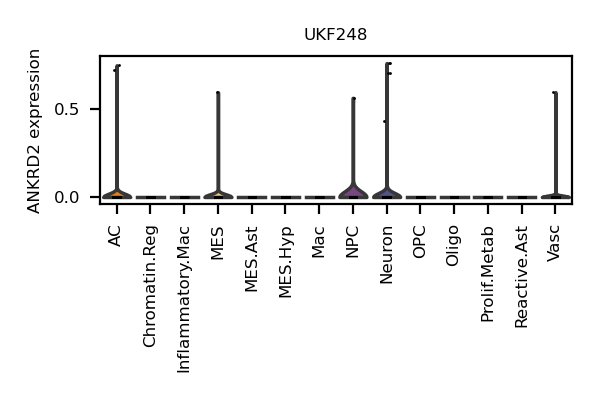 UKF248
ANKRD2 expression
0.5
0.0
AC
Chromatin.Reg
Inflammatory.Mac
MES
MES.Ast
MES.Hyp
Mac
NPC
Neuron
OPC
Oligo
Prolif.Metab
Reactive.Ast
Vasc